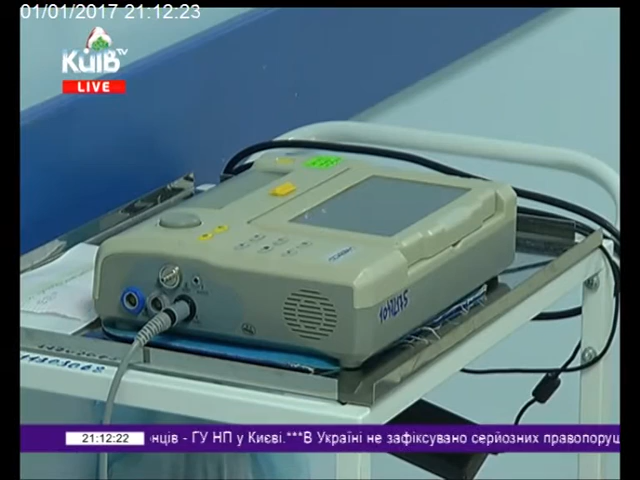 01/01/2017 21:12:23
КиїВ TV
LIVE
21:12:22 нців - ГУ НП у Києві.***В Україні не зафіксувано серйозних правопоруш